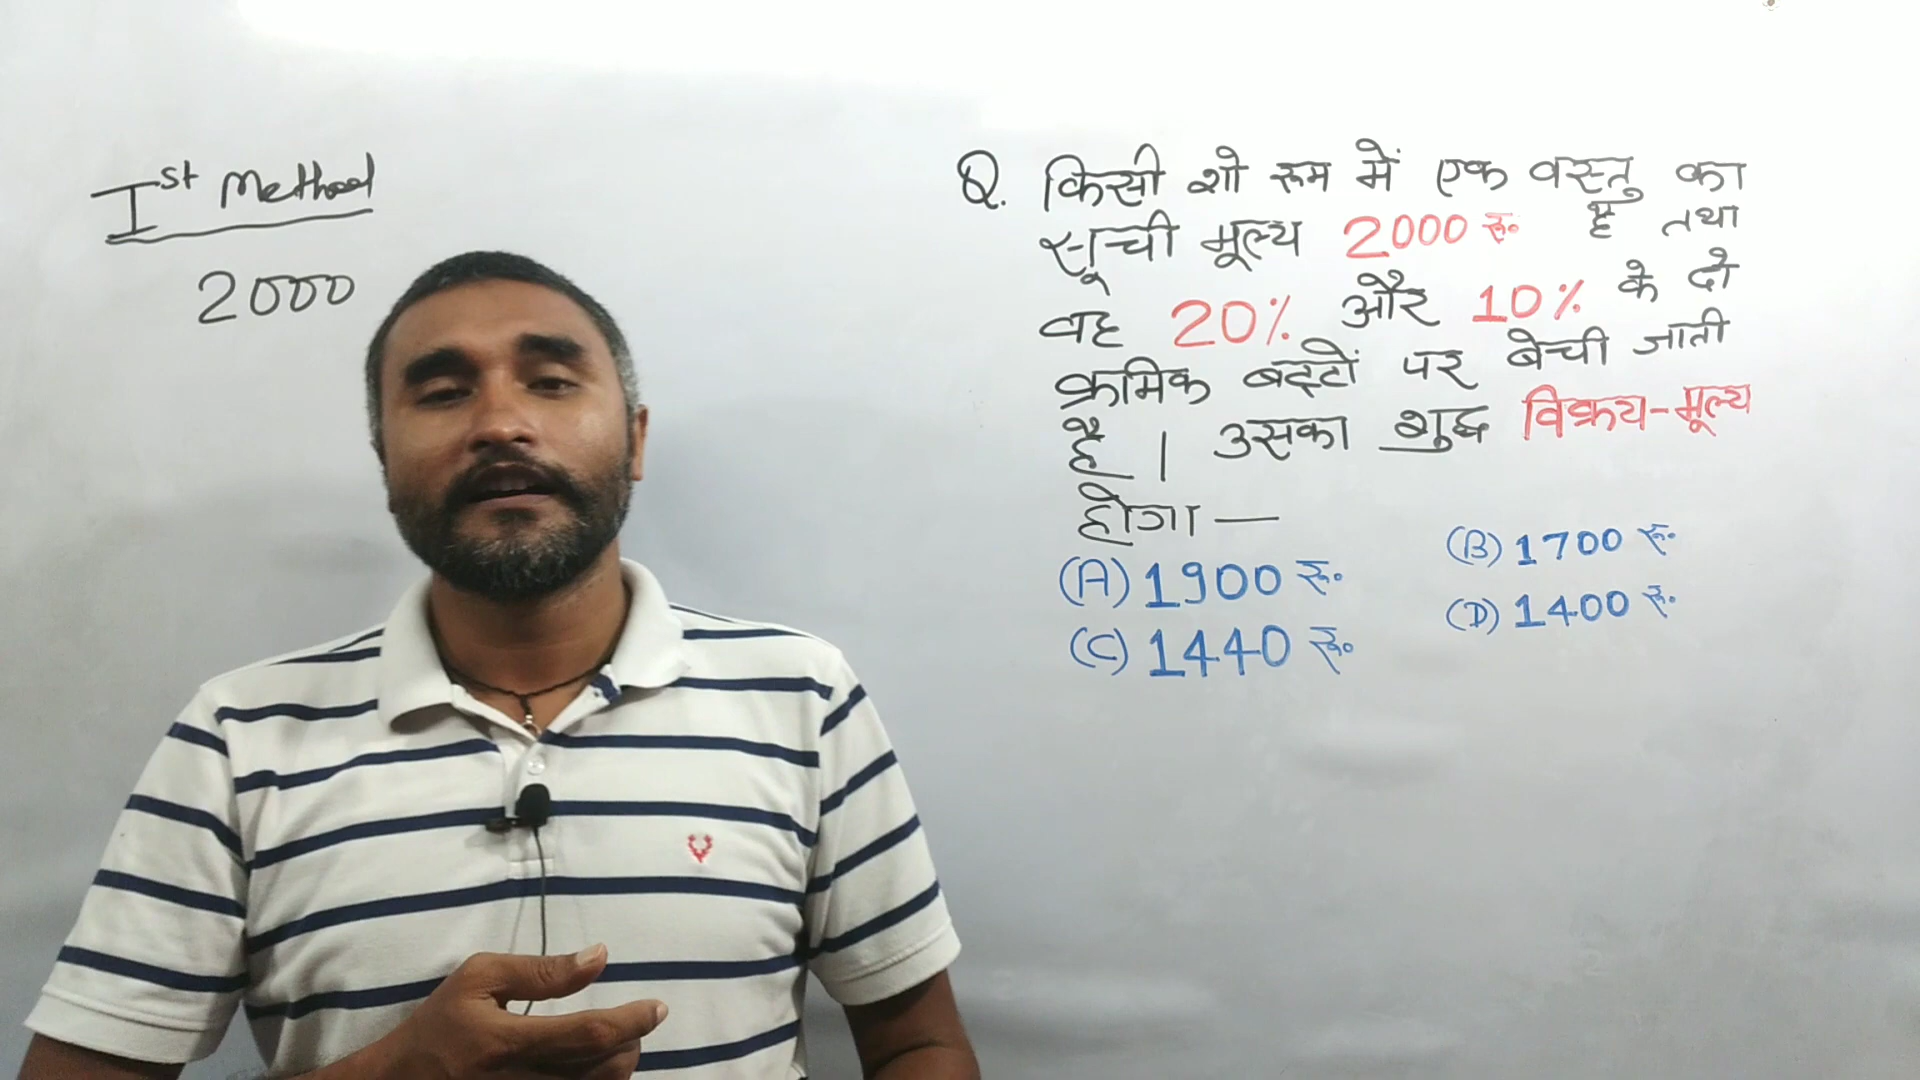 Ist Method
2000
Q. किसी शो रूम में एक वस्तु का
सूची मूल्य 2000 रु. है तथा
वह 20% और 10% के दो
क्रमिक बट्टों पर बेची जाती
है । उसका शुद्ध विक्रय-मूल्य
होगा —
(A) 1900 रु. (B) 1700 रु.
(C) 1440 रु. (D) 1400 रु.